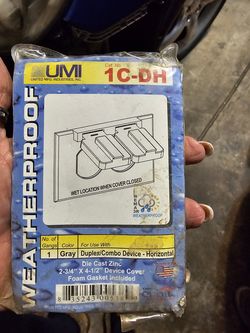 UMI
UNITED MFG. INDUSTRIES, INC.
Cat. No.
1C-DH
WEATHERPROOF
WET LOCATION WHEN COVER CLOSED
WEATHERPROOF
No. of Gangs
Color
For Use With
1
Gray
Duplex/Combo Device - Horizontal
Die Cast Zinc
2-3/4" X 4-1/2" Device Cover
Foam Gasket Included